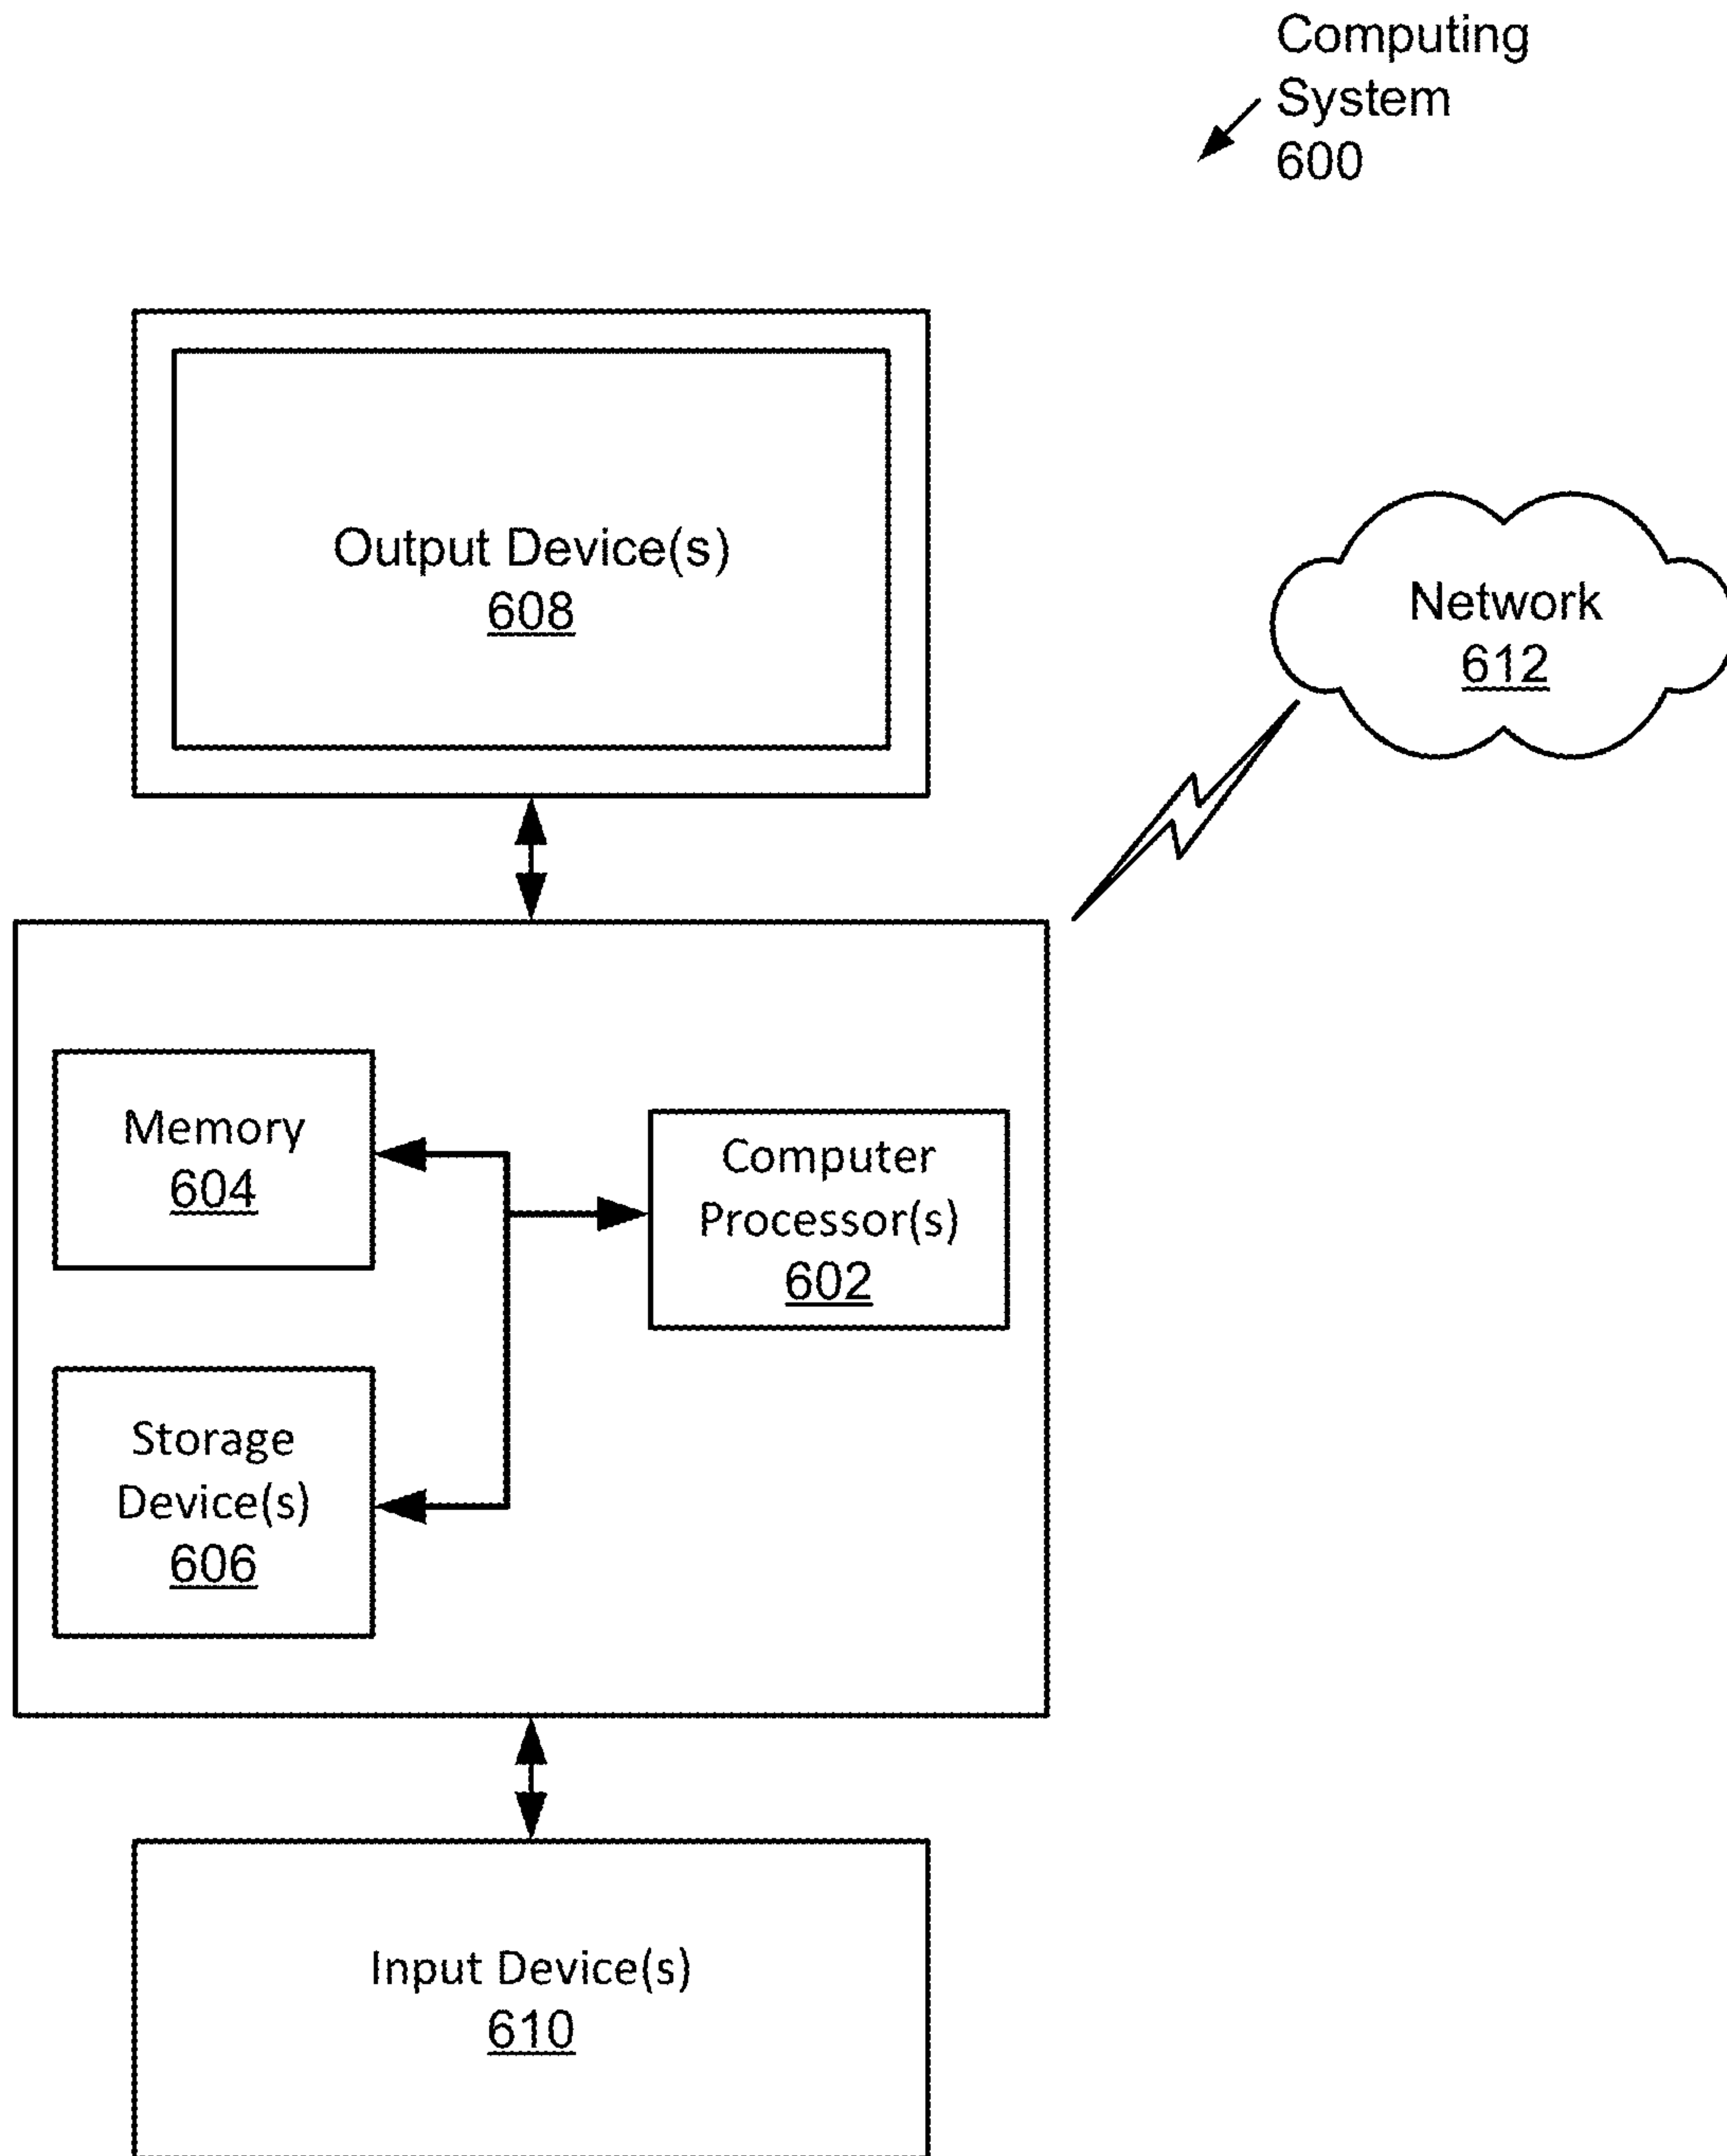 Computing
System
600
Output Device(s)
608
Network
612
Memory
604
Computer
Processor(s)
602
Storage
Device(s)
606
Input Device(s)
610